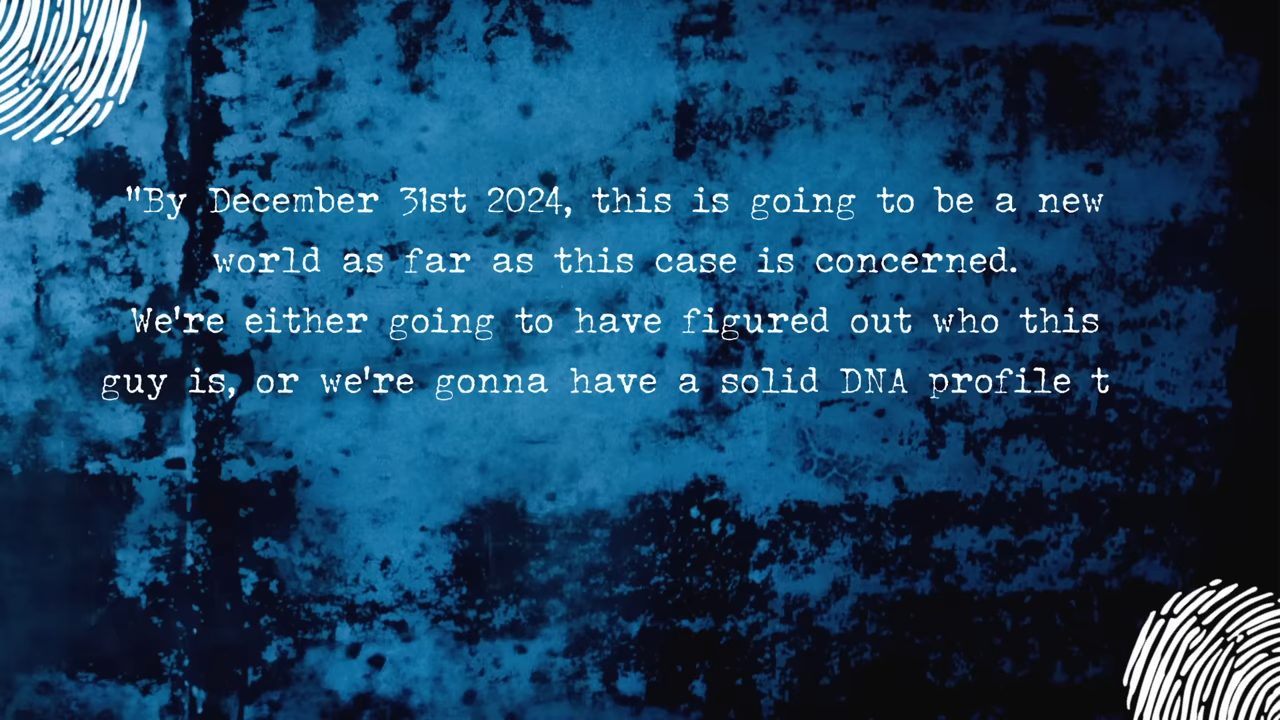 "By December 31st 2024, this is going to be a new
world as far as this case is concerned.
We're either going to have figured out who this
guy is, or we're gonna have a solid DNA profile t